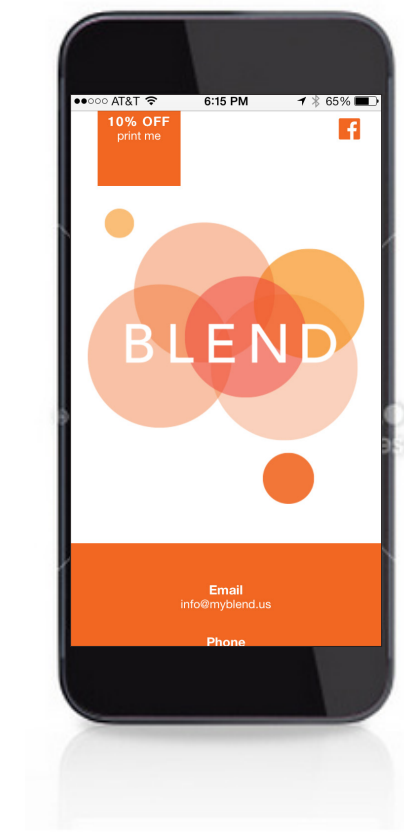 ●●○○○ AT&T 6:15 PM 65%
10% OFF
print me
f
BLEND
Email
info@myblend.us
Phone